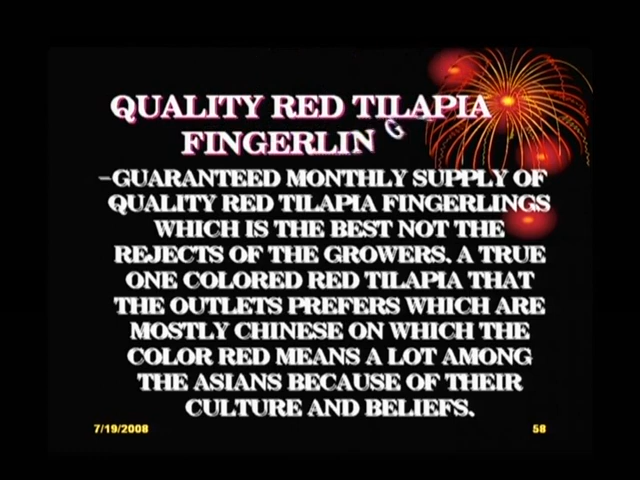 QUALITY RED TILAPIA
FINGERLING
-GUARANTEED MONTHLY SUPPLY OF
QUALITY RED TILAPIA FINGERLINGS
WHICH IS THE BEST NOT THE
REJECTS OF THE GROWERS. A TRUE
ONE COLORED RED TILAPIA THAT
THE OUTLETS PREFERS WHICH ARE
MOSTLY CHINESE ON WHICH THE
COLOR RED MEANS A LOT AMONG
THE ASIANS BECAUSE OF THEIR
CULTURE AND BELIEFS.
7/19/2008 58